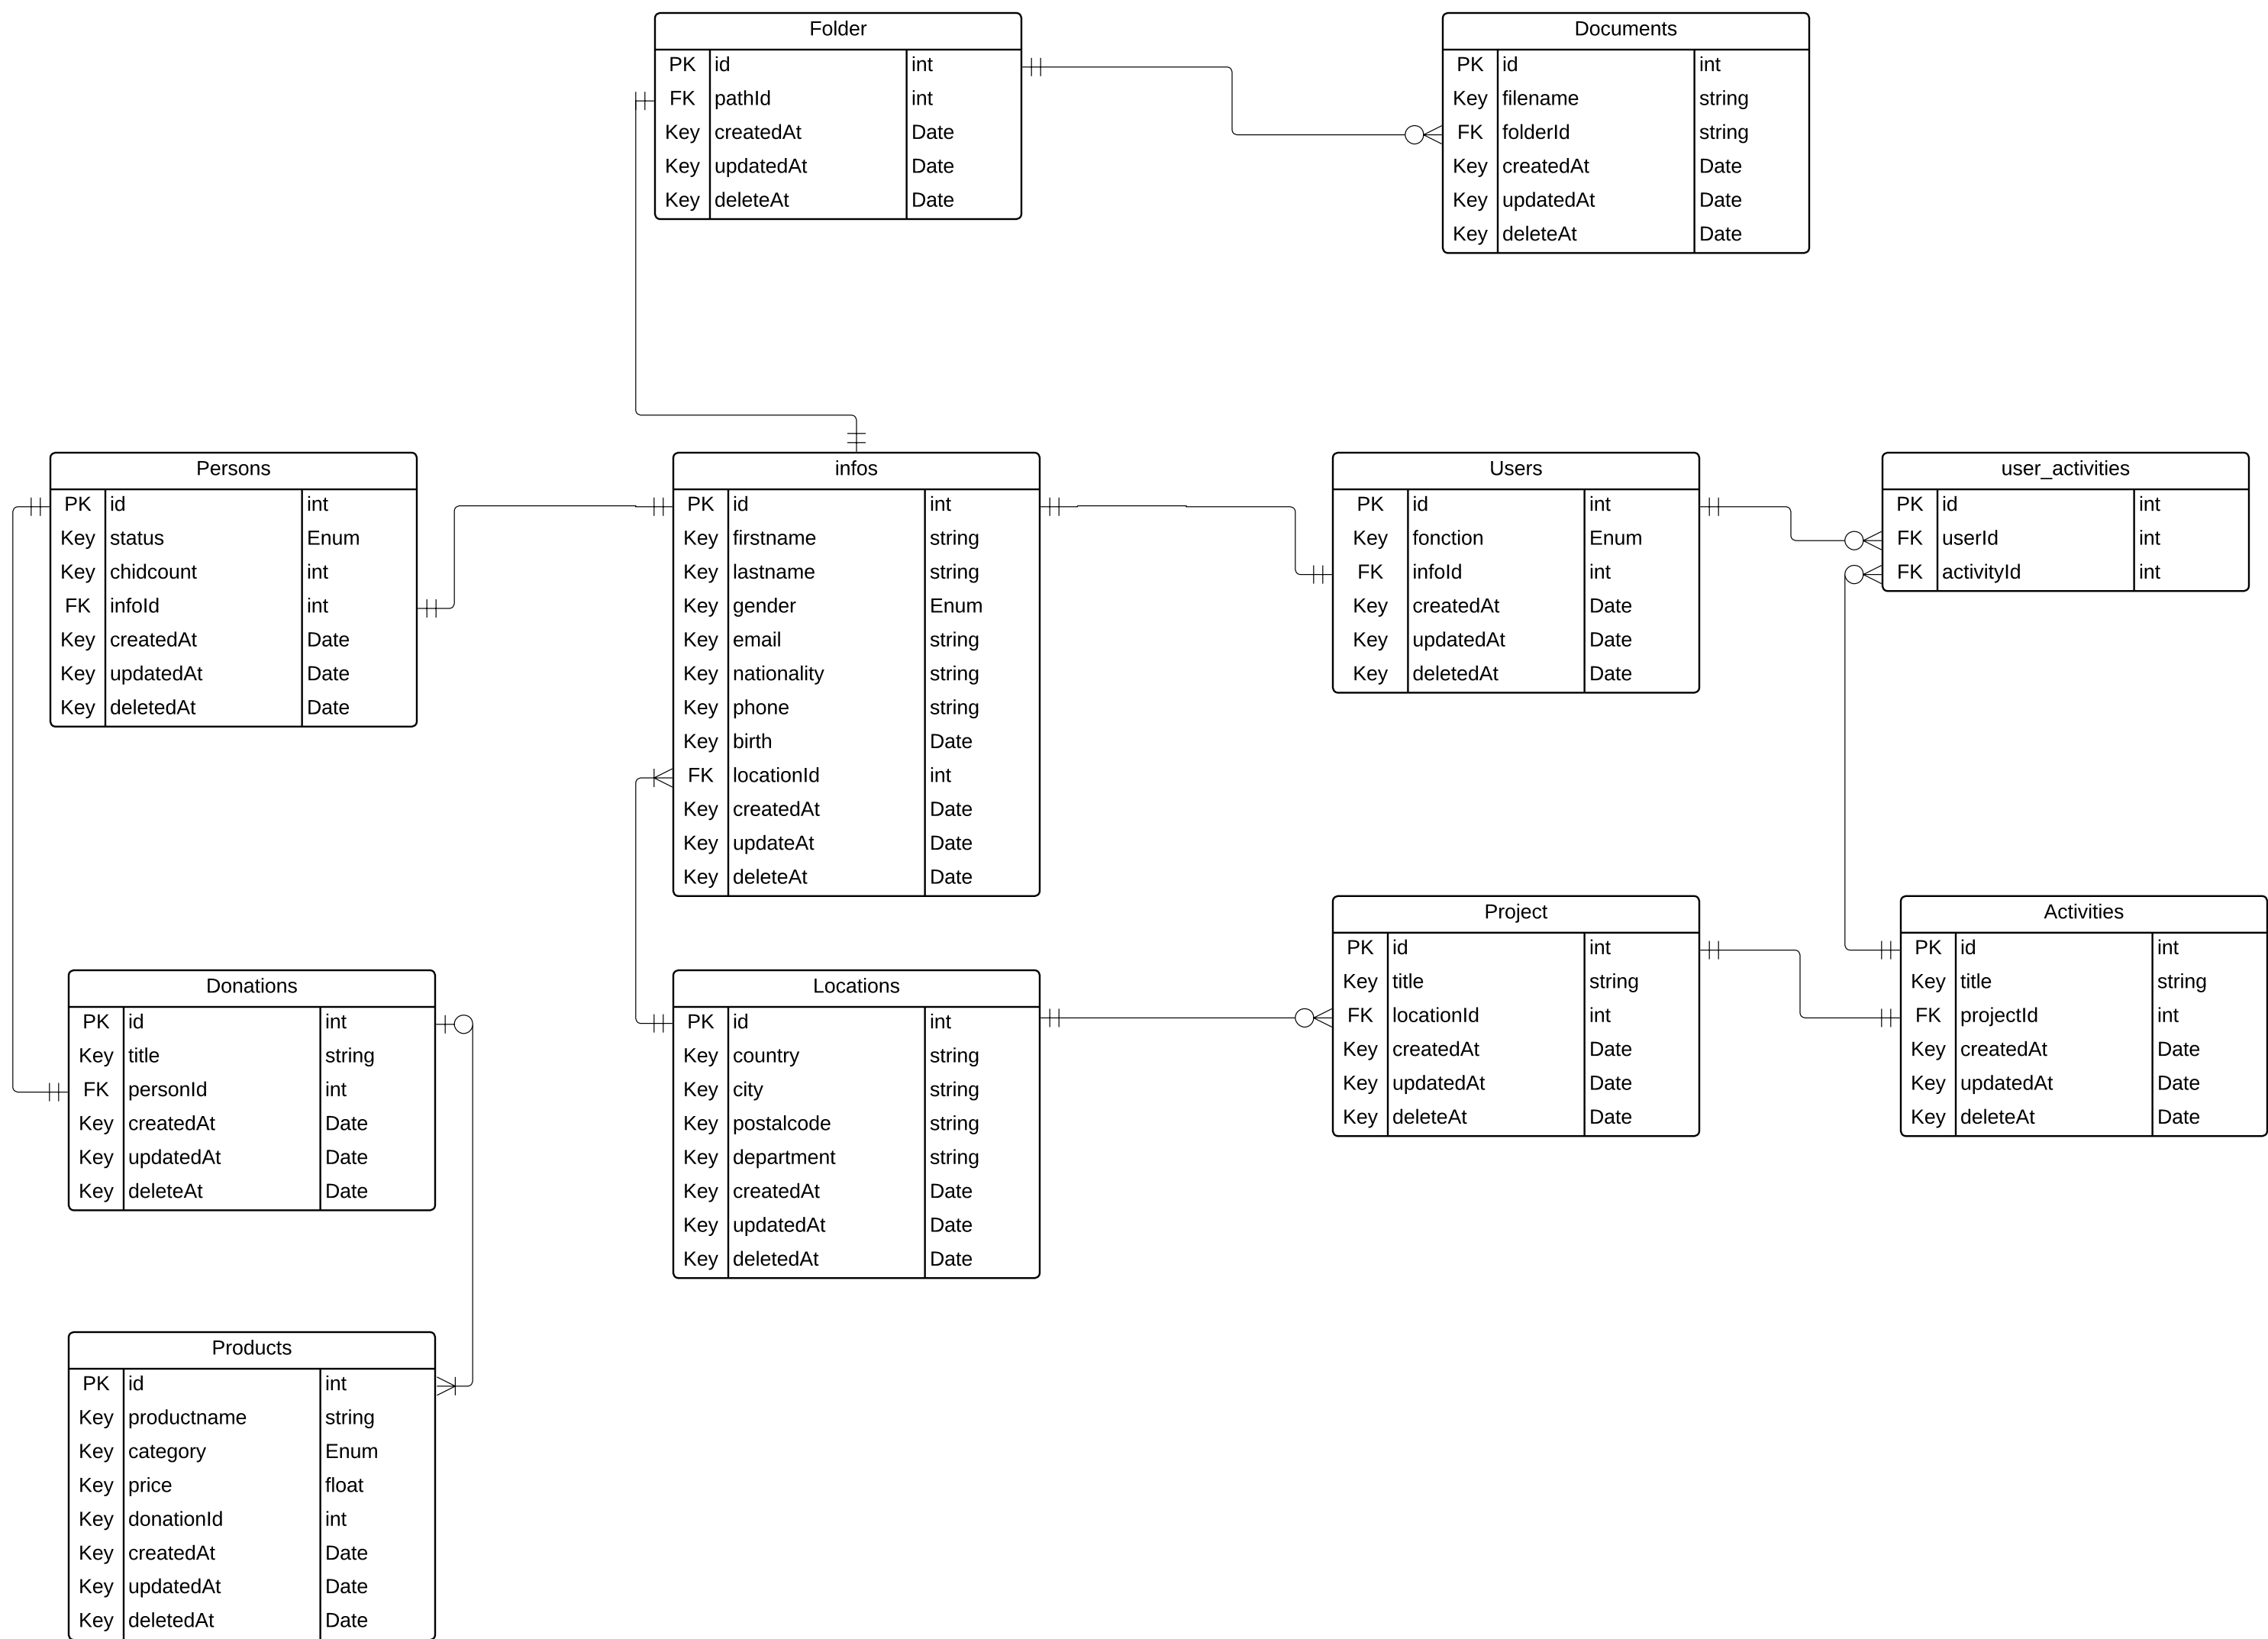 Folder
PK id int
FK pathId int
Key createdAt Date
Key updatedAt Date
Key deleteAt Date
Documents
PK id int
Key filename string
FK folderId string
Key createdAt Date
Key updatedAt Date
Key deleteAt Date
Persons
PK id int
Key status Enum
Key chidcount int
FK infoId int
Key createdAt Date
Key updatedAt Date
Key deletedAt Date
infos
PK id int
Key firstname string
Key lastname string
Key gender Enum
Key email string
Key nationality string
Key phone string
Key birth Date
FK locationId int
Key createdAt Date
Key updateAt Date
Key deleteAt Date
Users
PK id int
Key fonction Enum
FK infoId int
Key createdAt Date
Key updatedAt Date
Key deletedAt Date
user_activities
PK id int
FK userId int
FK activityId int
Donations
PK id int
Key title string
FK personId int
Key createdAt Date
Key updatedAt Date
Key deleteAt Date
Locations
PK id int
Key country string
Key city string
Key postalcode string
Key department string
Key createdAt Date
Key updatedAt Date
Key deletedAt Date
Project
PK id int
Key title string
FK locationId int
Key createdAt Date
Key updatedAt Date
Key deleteAt Date
Activities
PK id int
Key title string
FK projectId int
Key createdAt Date
Key updatedAt Date
Key deleteAt Date
Products
PK id int
Key productname string
Key category Enum
Key price float
Key donationId int
Key createdAt Date
Key updatedAt Date
Key deletedAt Date